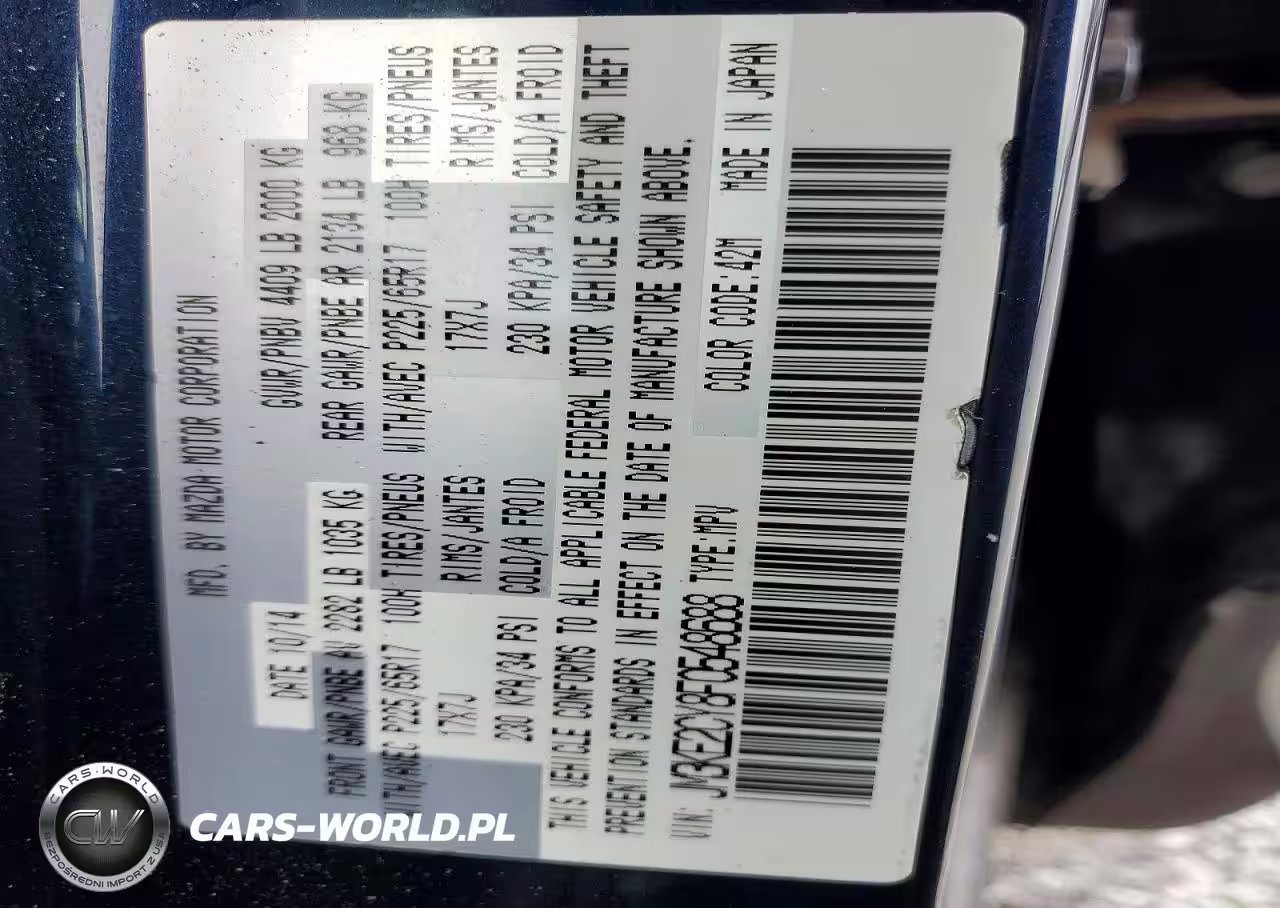 MFD. BY MAZDA MOTOR CORPORATION
DATE 10/14 GVWR/PNBV 4409 LB 2000 KG
FRONT GAWR/PNBE AV 2282 LB 1035 KG REAR GAWR/PNBE AR 2134 LB 968 KG
WITH/AVEC P225/65R17 100H TIRES/PNEUS WITH/AVEC P225/65R17 100H TIRES/PNEUS
17X7J RIMS/JANTES 17X7J RIMS/JANTES
230 KPA/34 PSI COLD/A FROID 230 KPA/34 PSI COLD/A FROID
THIS VEHICLE CONFORMS TO ALL APPLICABLE FEDERAL MOTOR VEHICLE SAFETY AND THEFT
PREVENTION STANDARDS IN EFFECT ON THE DATE OF MANUFACTURE SHOWN ABOVE.
VIN: JM3KE2CY8F0548688 TYPE:MPV COLOR CODE:42M MADE IN JAPAN
CARS-WORLD
CW
BEZPOŚREDNI IMPORT Z USA
CARS-WORLD.PL